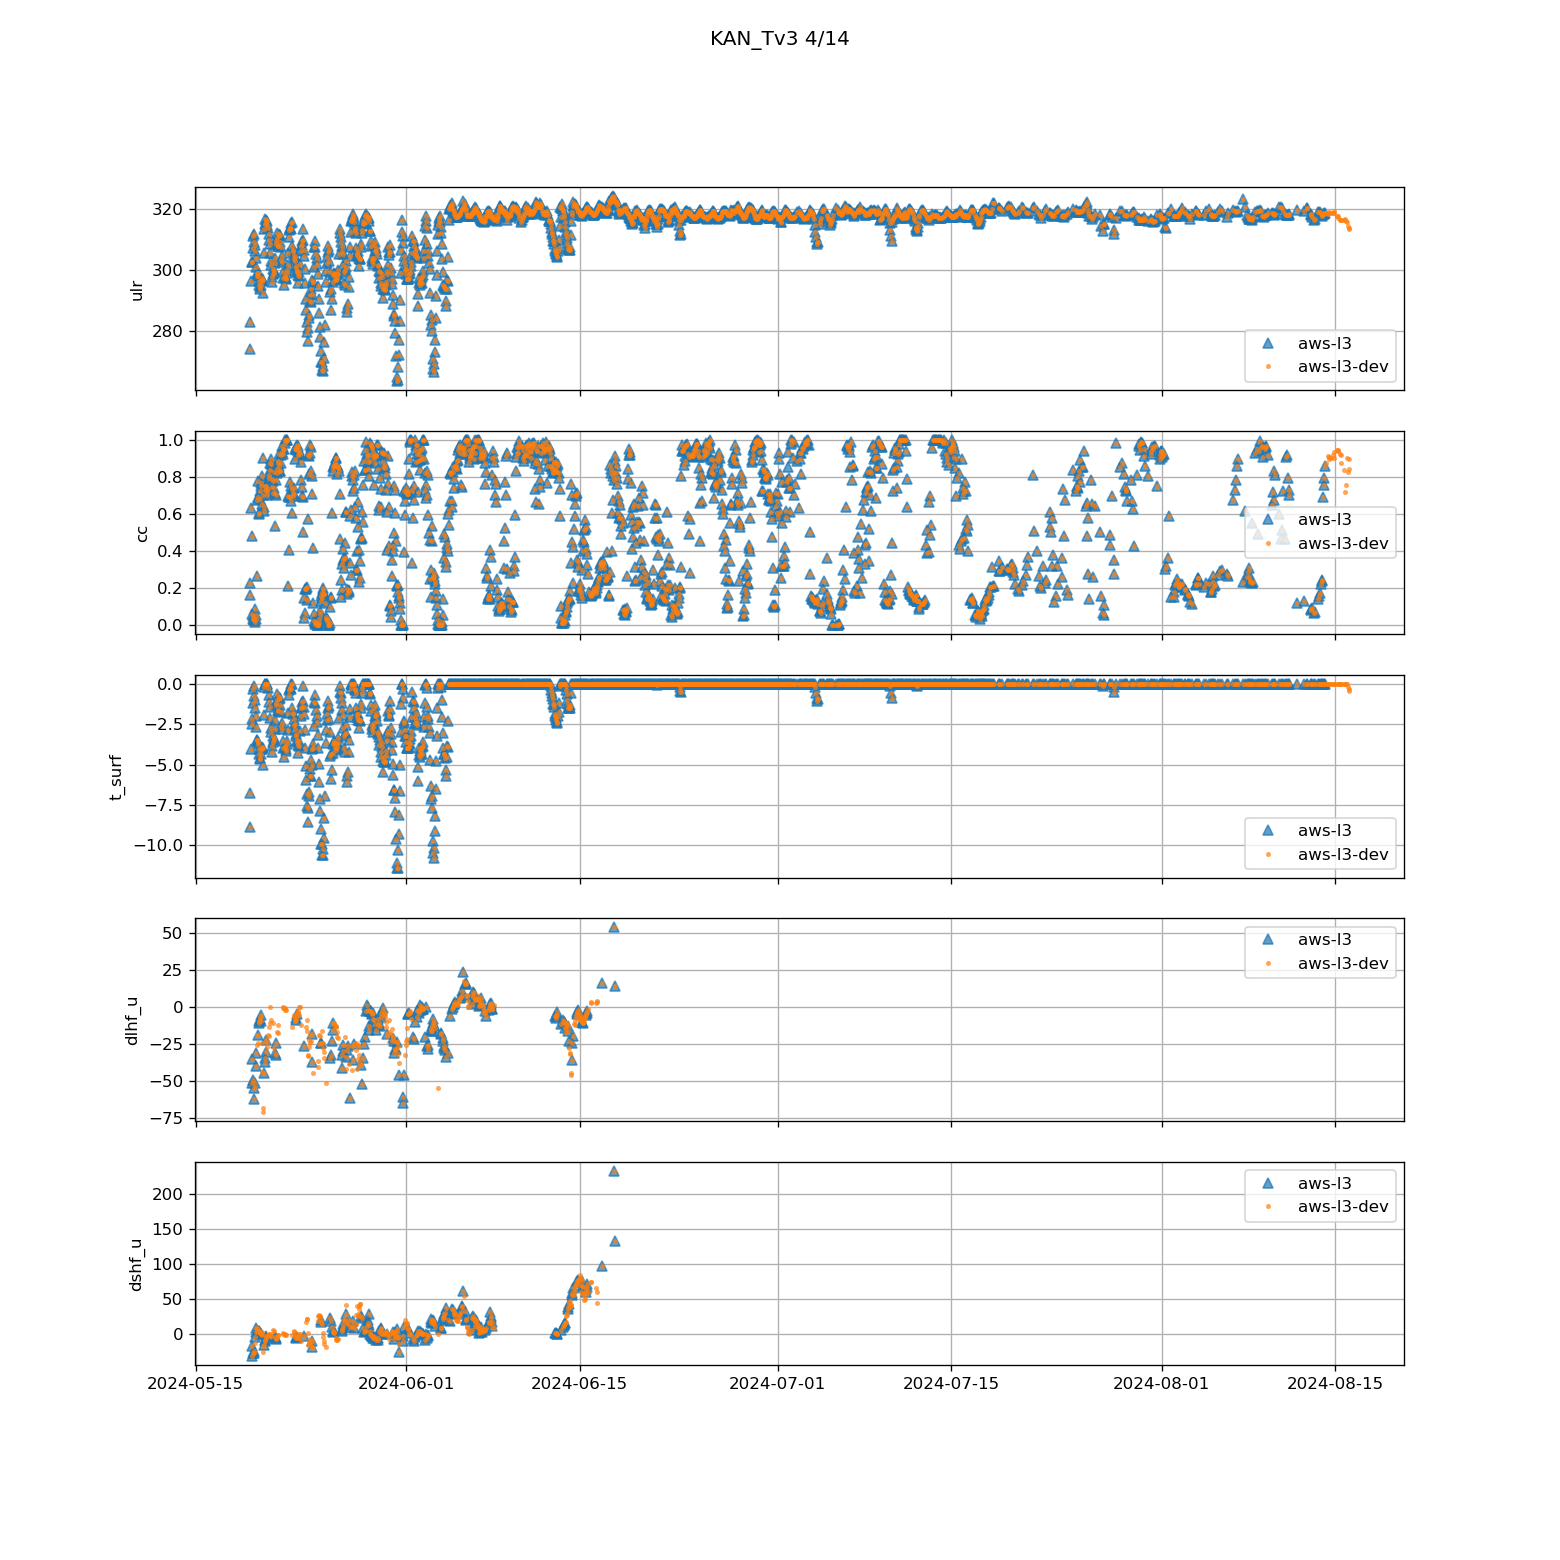 KAN_Tv3 4/14
320
300
280
ulr
aws-l3
aws-l3-dev
1.0
0.8
0.6
0.4
0.2
0.0
cc
aws-l3
aws-l3-dev
0.0
−2.5
−5.0
−7.5
−10.0
t_surf
aws-l3
aws-l3-dev
50
25
0
−25
−50
−75
dlhf_u
aws-l3
aws-l3-dev
200
150
100
50
0
dshf_u
aws-l3
aws-l3-dev
2024-05-15 2024-06-01 2024-06-15 2024-07-01 2024-07-15 2024-08-01 2024-08-15